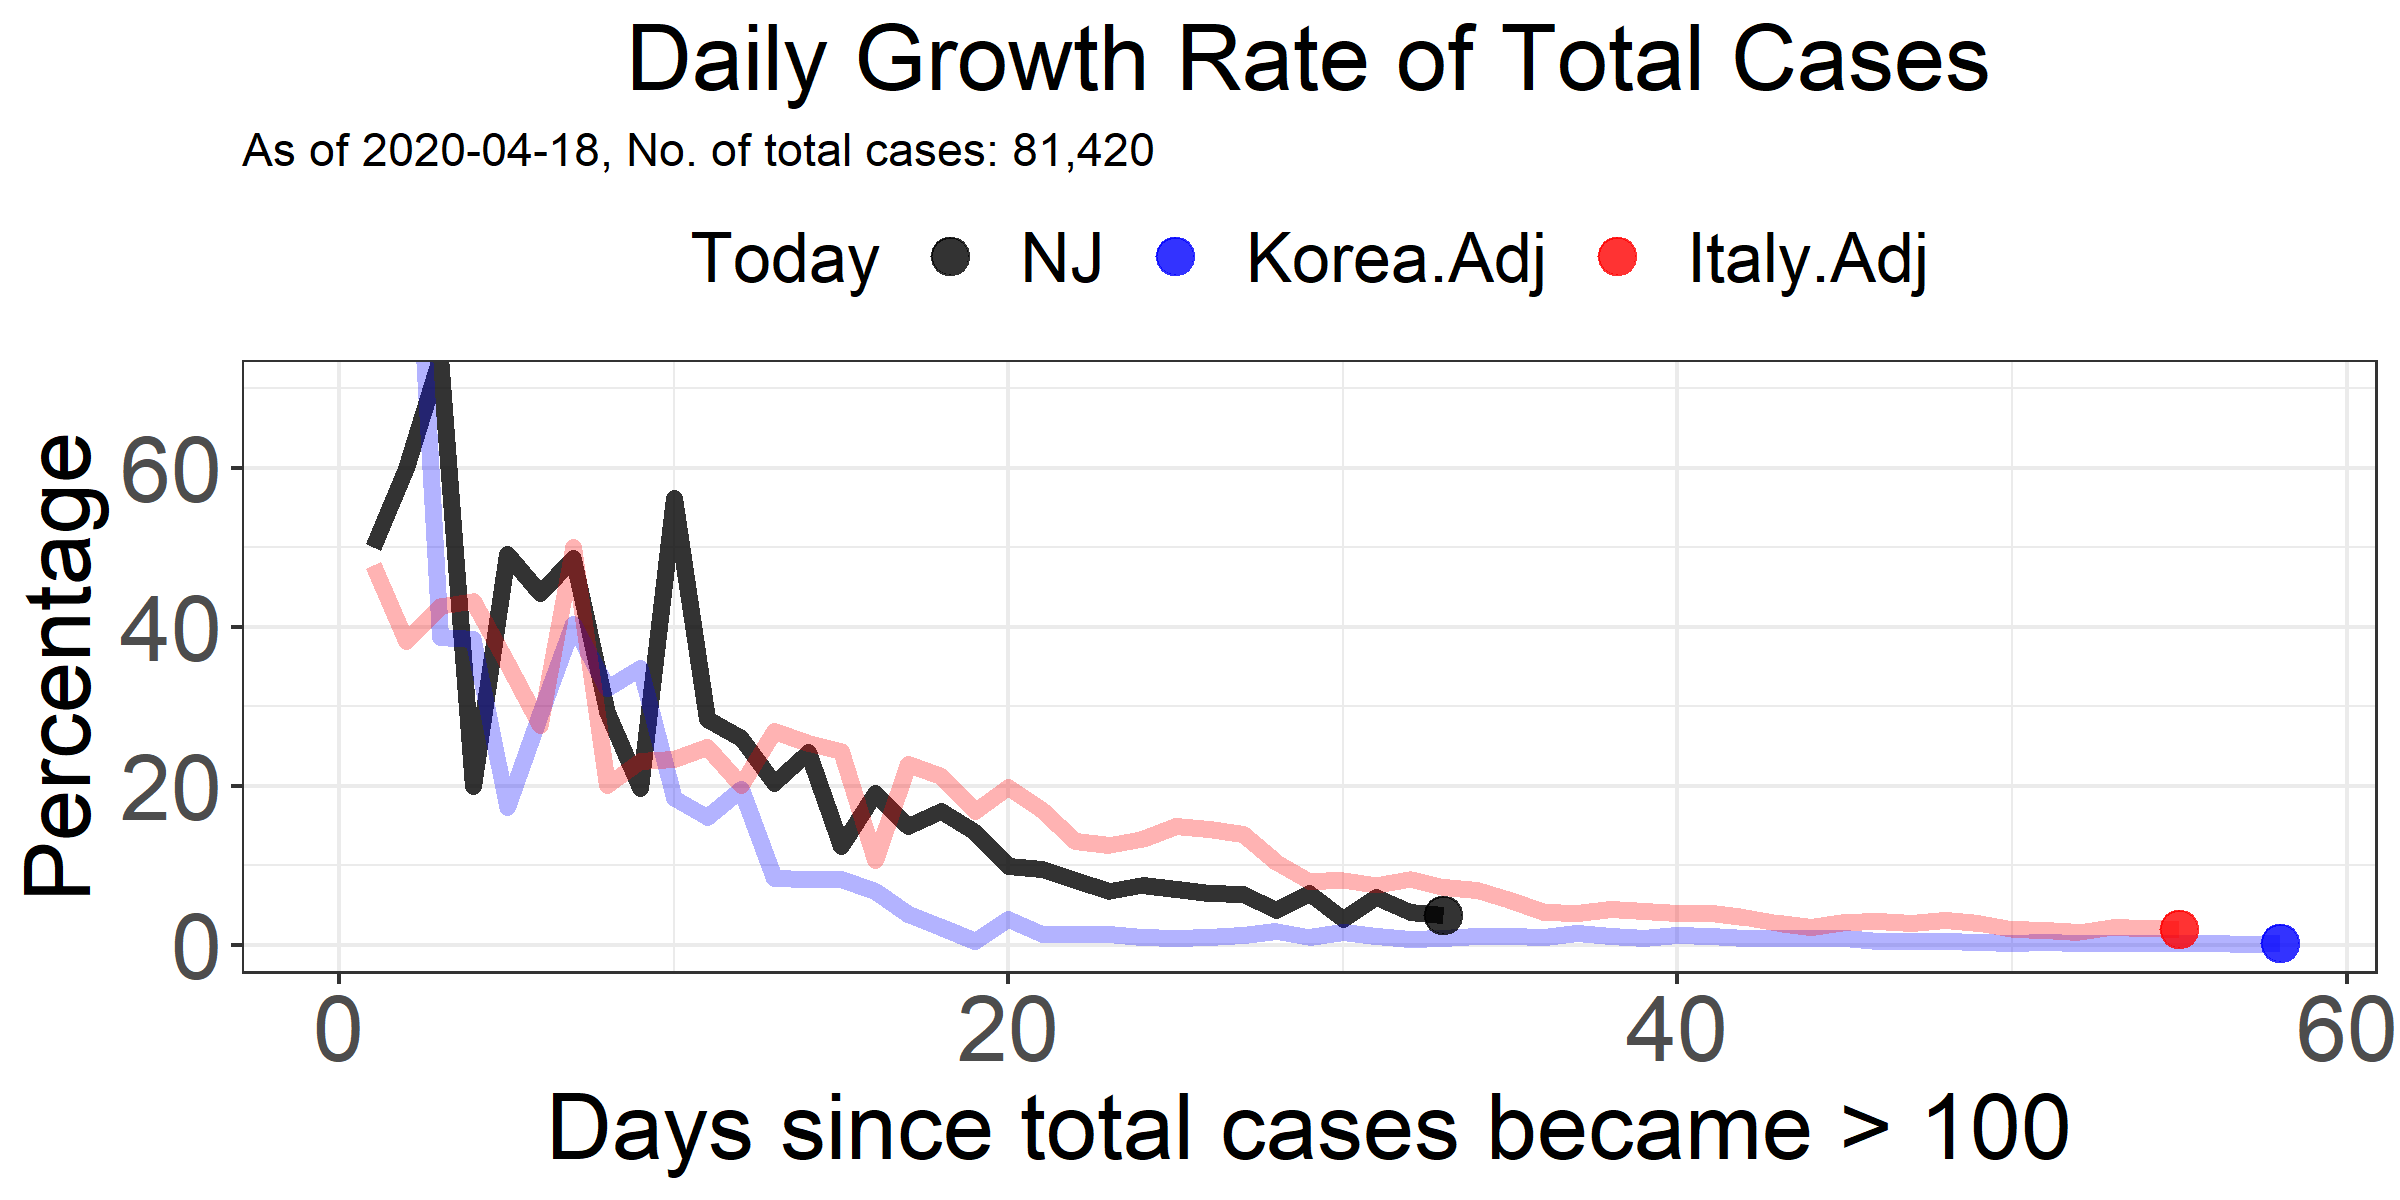 Daily Growth Rate of Total Cases
As of 2020-04-18, No. of total cases: 81,420
Today NJ Korea.Adj Italy.Adj
Percentage
60
40
20
0
0 20 40 60
Days since total cases became > 100